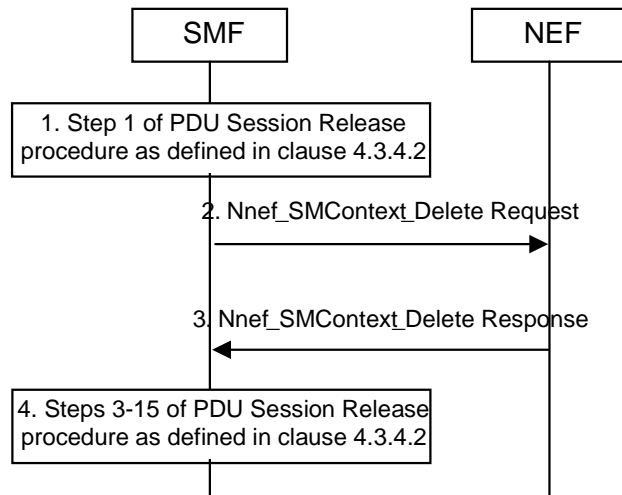 SMF
NEF
1. Step 1 of PDU Session Release
procedure as defined in clause 4.3.4.2
2. Nnef_SMContext_Delete Request
3. Nnef_SMContext_Delete Response
4. Steps 3-15 of PDU Session Release
procedure as defined in clause 4.3.4.2